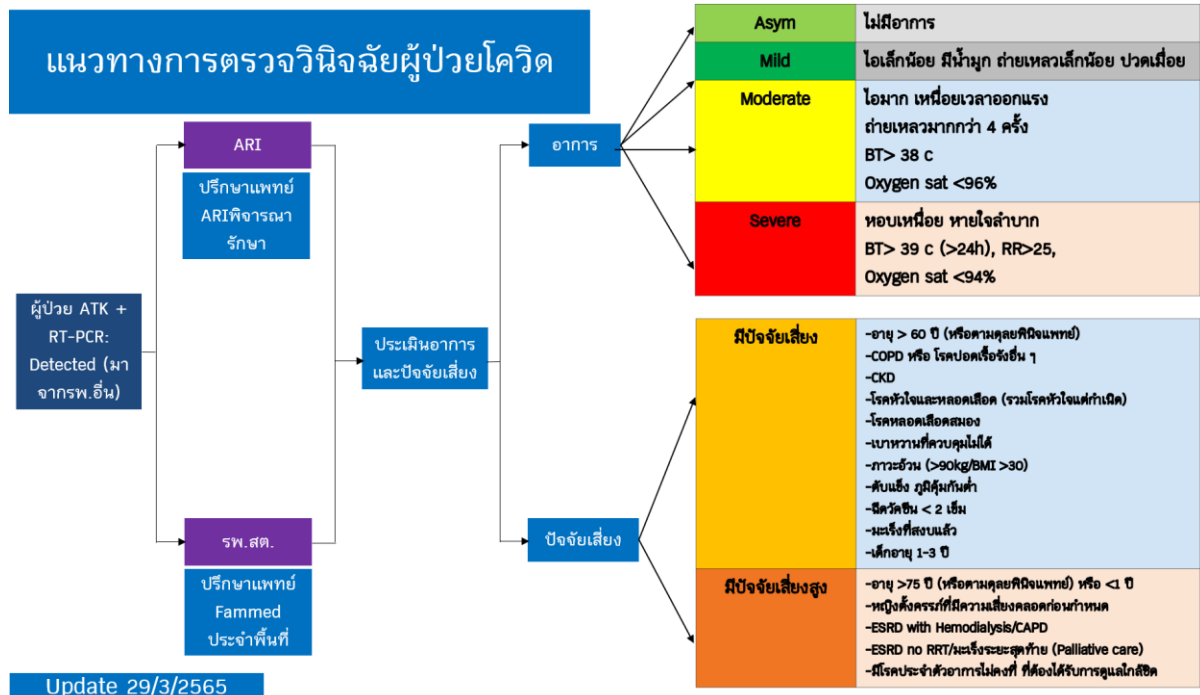 แนวทางการตรวจวินิจฉัยผู้ป่วยโควิด
ผู้ป่วย ATK +
RT-PCR:
Detected (มา
จากรพ.อื่น)
ARI
ปรึกษาแพทย์
ARIพิจารณา
รักษา
รพ.สต.
ปรึกษาแพทย์
Fammed
ประจำพื้นที่
ประเมินอาการ
และปัจจัยเสี่ยง
อาการ
ปัจจัยเสี่ยง
Asym
ไม่มีอาการ
Mild
ไอเล็กน้อย มีน้ำมูก ถ่ายเหลวเล็กน้อย ปวดเมื่อย
Moderate
ไอมาก เหนื่อยเวลาออกแรง
ถ่ายเหลวมากกว่า 4 ครั้ง
BT> 38 c
Oxygen sat <96%
Severe
หอบเหนื่อย หายใจลำบาก
BT> 39 c (>24h), RR>25,
Oxygen sat <94%
มีปัจจัยเสี่ยง
-อายุ > 60 ปี (หรือตามดุลยพินิจแพทย์)
-COPD หรือ โรคปอดเรื้อรังอื่น ๆ
-CKD
-โรคหัวใจและหลอดเลือด (รวมโรคหัวใจแต่กำเนิด)
-โรคหลอดเลือดสมอง
-เบาหวานที่ควบคุมไม่ได้
-ภาวะอ้วน (>90kg/BMI >30)
-ตับแข็ง ภูมิคุ้มกันต่ำ
-ฉีดวัคซีน < 2 เข็ม
-มะเร็งที่สงบแล้ว
-เด็กอายุ 1-3 ปี
มีปัจจัยเสี่ยงสูง
-อายุ >75 ปี (หรือตามดุลยพินิจแพทย์) หรือ <1 ปี
-หญิงตั้งครรภ์ที่มีความเสี่ยงคลอดก่อนกำหนด
-ESRD with Hemodialysis/CAPD
-ESRD no RRT/มะเร็งระยะสุดท้าย (Palliative care)
-มีโรคประจำตัวอาการไม่คงที่ ที่ต้องได้รับการดูแลใกล้ชิด
Update 29/3/2565